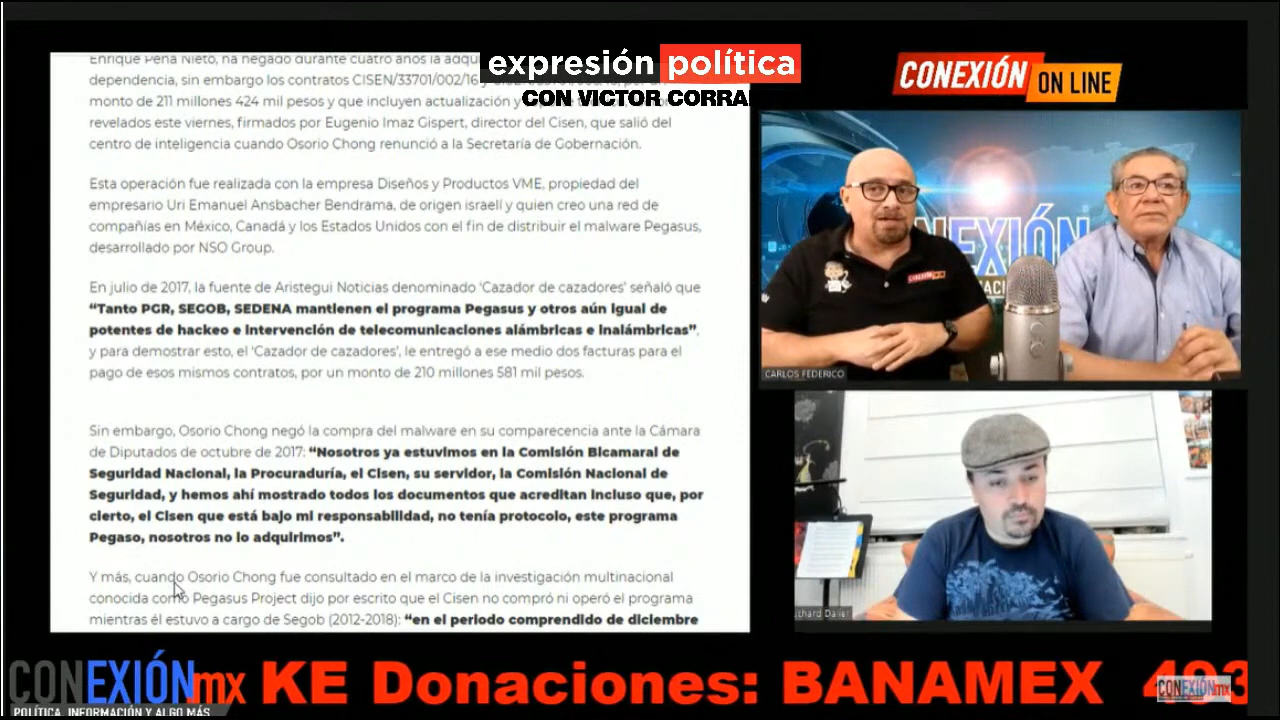 expresión política
CON VICTOR CORRA
Enrique Peña Nieto, ha negado durante cuatro años la adqu
dependencia, sin embargo los contratos CISEN/33701/002/16
monto de 211 millones 424 mil pesos y que incluyen actualización y
revelados este viernes, firmados por Eugenio Imaz Gispert, director del Cisen, que salió del
centro de inteligencia cuando Osorio Chong renunció a la Secretaría de Gobernación.
Esta operación fue realizada con la empresa Diseños y Productos VME, propiedad del
empresario Uri Emanuel Ansbacher Bendrama, de origen israelí y quien creo una red de
compañías en México, Canadá y los Estados Unidos con el fin de distribuir el malware Pegasus,
desarrollado por NSO Group.
En julio de 2017, la fuente de Aristegui Noticias denominado ‘Cazador de cazadores’ señaló que
“Tanto PGR, SEGOB, SEDENA mantienen el programa Pegasus y otros aún igual de
potentes de hackeo e intervención de telecomunicaciones alámbricas e inalámbricas”,
y para demostrar esto, el ‘Cazador de cazadores’, le entregó a ese medio dos facturas para el
pago de esos mismos contratos, por un monto de 210 millones 581 mil pesos.
Sin embargo, Osorio Chong negó la compra del malware en su comparecencia ante la Cámara
de Diputados de octubre de 2017: “Nosotros ya estuvimos en la Comisión Bicamaral de
Seguridad Nacional, la Procuraduría, el Cisen, su servidor, la Comisión Nacional de
Seguridad, y hemos ahí mostrado todos los documentos que acreditan incluso que, por
cierto, el Cisen que está bajo mi responsabilidad, no tenía protocolo, este programa
Pegaso, nosotros no lo adquirimos”.
Y más, cuando Osorio Chong fue consultado en el marco de la investigación multinacional
conocida como Pegasus Project dijo por escrito que el Cisen no compró ni operó el programa
mientras él estuvo a cargo de Segob (2012-2018): “en el periodo comprendido de diciembre
CONEXIÓN ON LINE
NEXIÓN
CARLOS FEDERICO
chard Dalet
CONEXIÓNmx
POLÍTICA, INFORMACIÓN Y ALGO MÁS
KE Donaciones: BANAMEX 493
CONEXIÓNmx